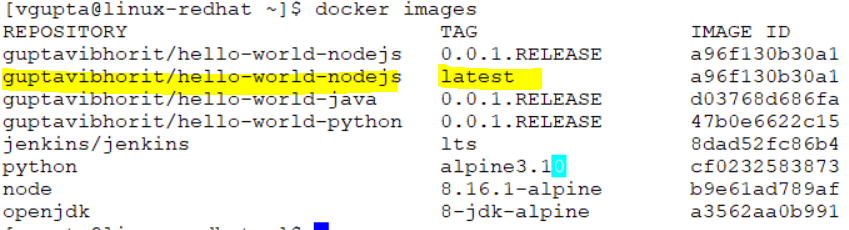 [vgupta@linux-redhat ~]$ docker images
REPOSITORY TAG IMAGE ID
guptavibhorit/hello-world-nodejs 0.0.1.RELEASE a96f130b30a1
guptavibhorit/hello-world-nodejs latest a96f130b30a1
guptavibhorit/hello-world-java 0.0.1.RELEASE d03768d686fa
guptavibhorit/hello-world-python 0.0.1.RELEASE 47b0e6622c15
jenkins/jenkins lts 8dad52fc86b4
python alpine3.10 cf0232583873
node 8.16.1-alpine b9e61ad789af
openjdk 8-jdk-alpine a3562aa0b991